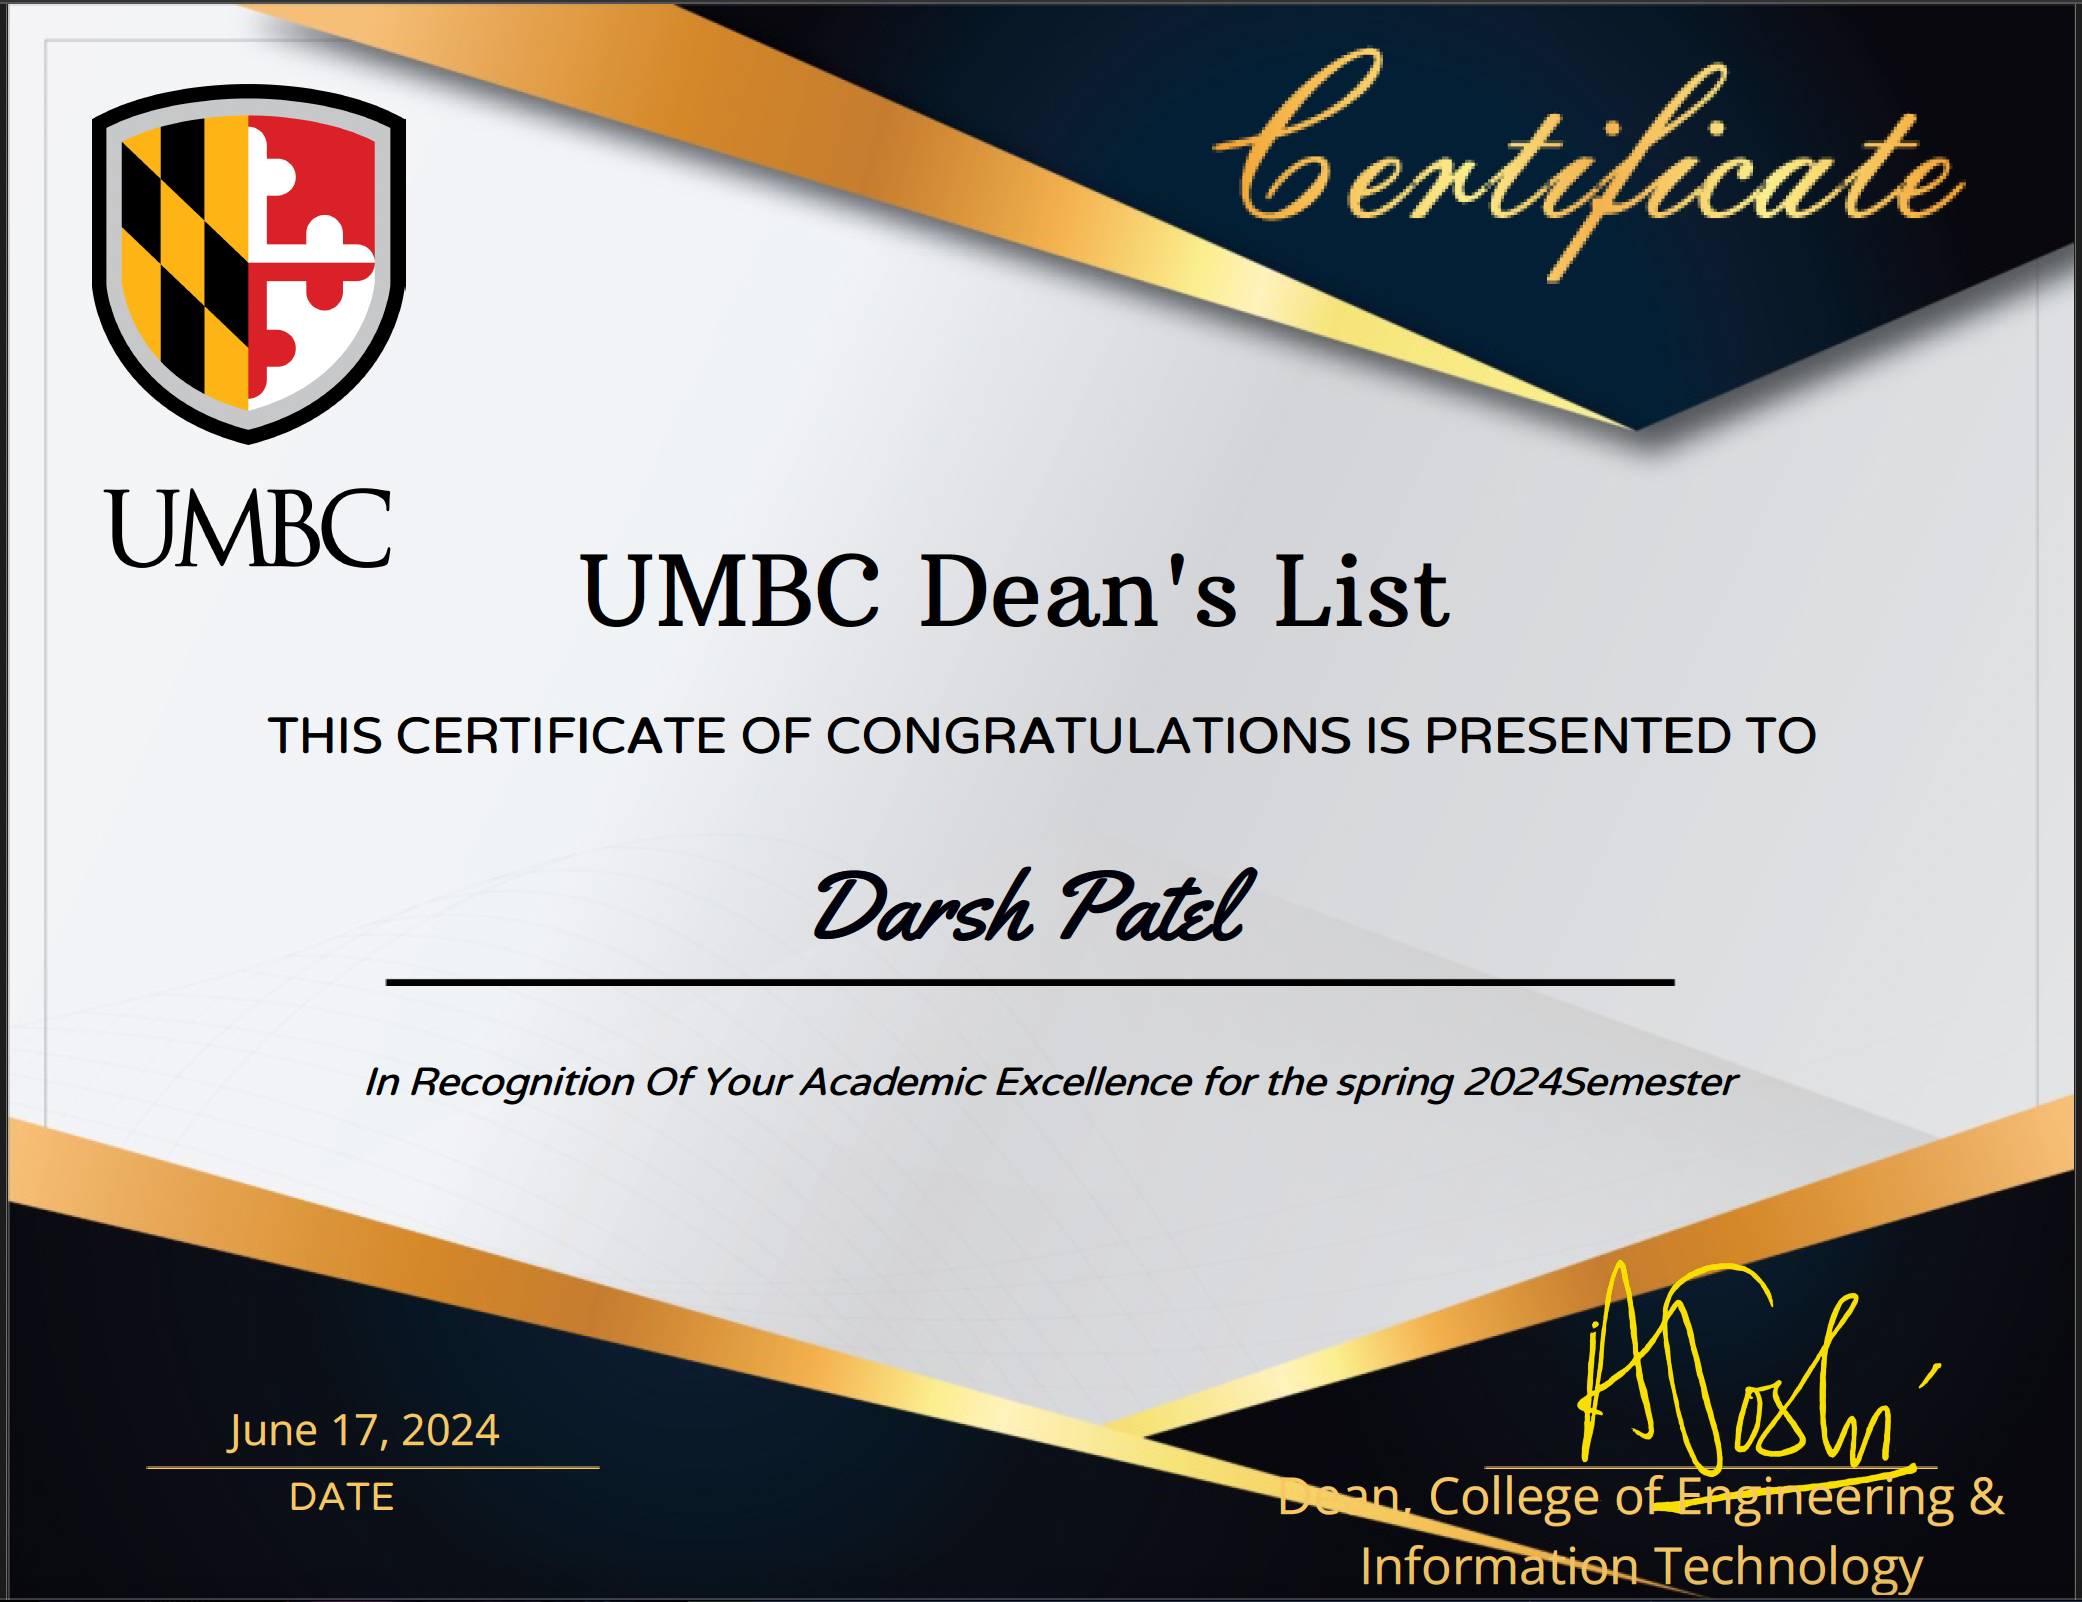 Certificate
UMBC
UMBC Dean's List
THIS CERTIFICATE OF CONGRATULATIONS IS PRESENTED TO
Darsh Patel
In Recognition Of Your Academic Excellence for the spring 2024Semester
June 17, 2024
DATE
Dean, College of Engineering &
Information Technology